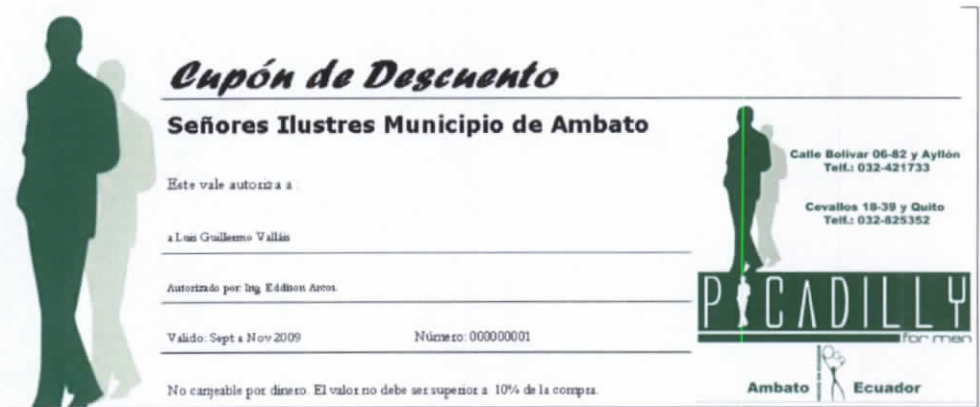 Cupón de Descuento
Señores Ilustres Municipio de Ambato
Este vale autoriza a :
a Luis Guillermo Valláis
Autorizado por: Ing. Eddison Arcos.
Valido: Sept a Nov 2009 Número: 000000001
No canjeable por dinero. El valor no debe ser superior a 10% de la compra.
Calle Bolivar 06-82 y Ayllón
Telf.: 032-421733
Cevallos 18-39 y Quito
Telf.: 032-825352
PICADILLY
for men
Ambato Ecuador